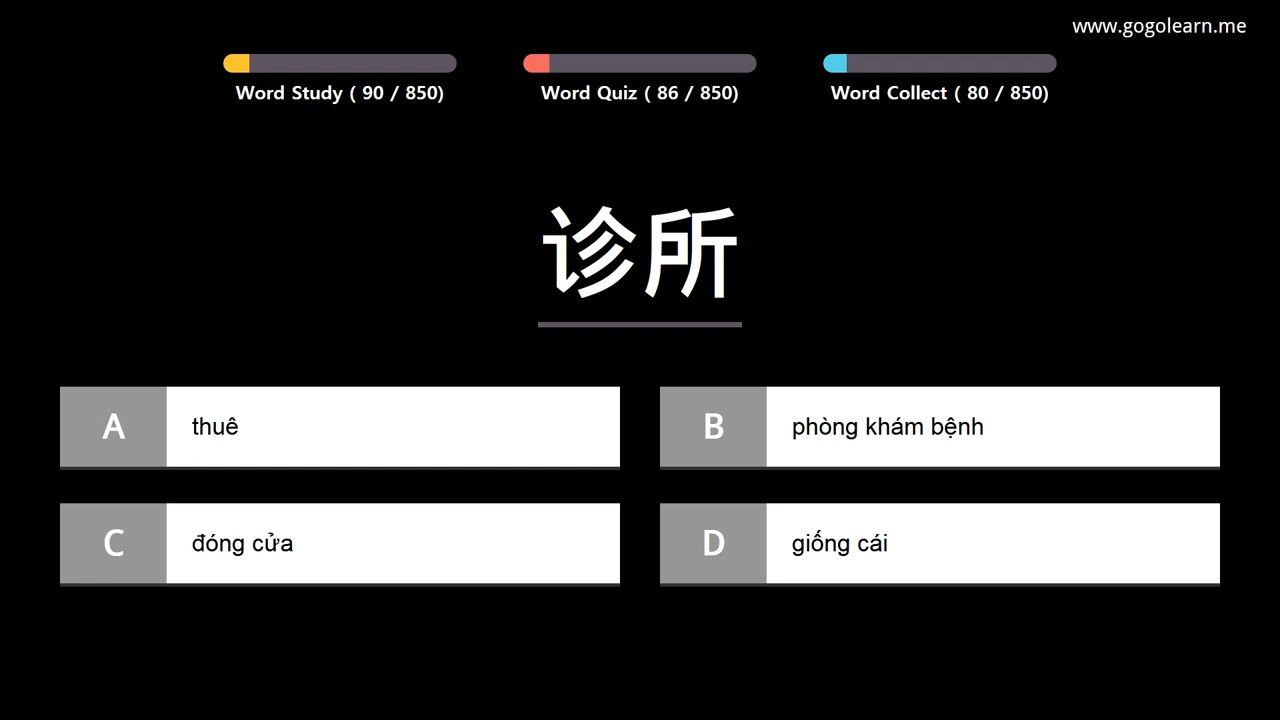 www.gogolearn.me
Word Study ( 90 / 850)
Word Quiz ( 86 / 850)
Word Collect ( 80 / 850)
诊所
A thuê
B phòng khám bệnh
C đóng cửa
D giống cái